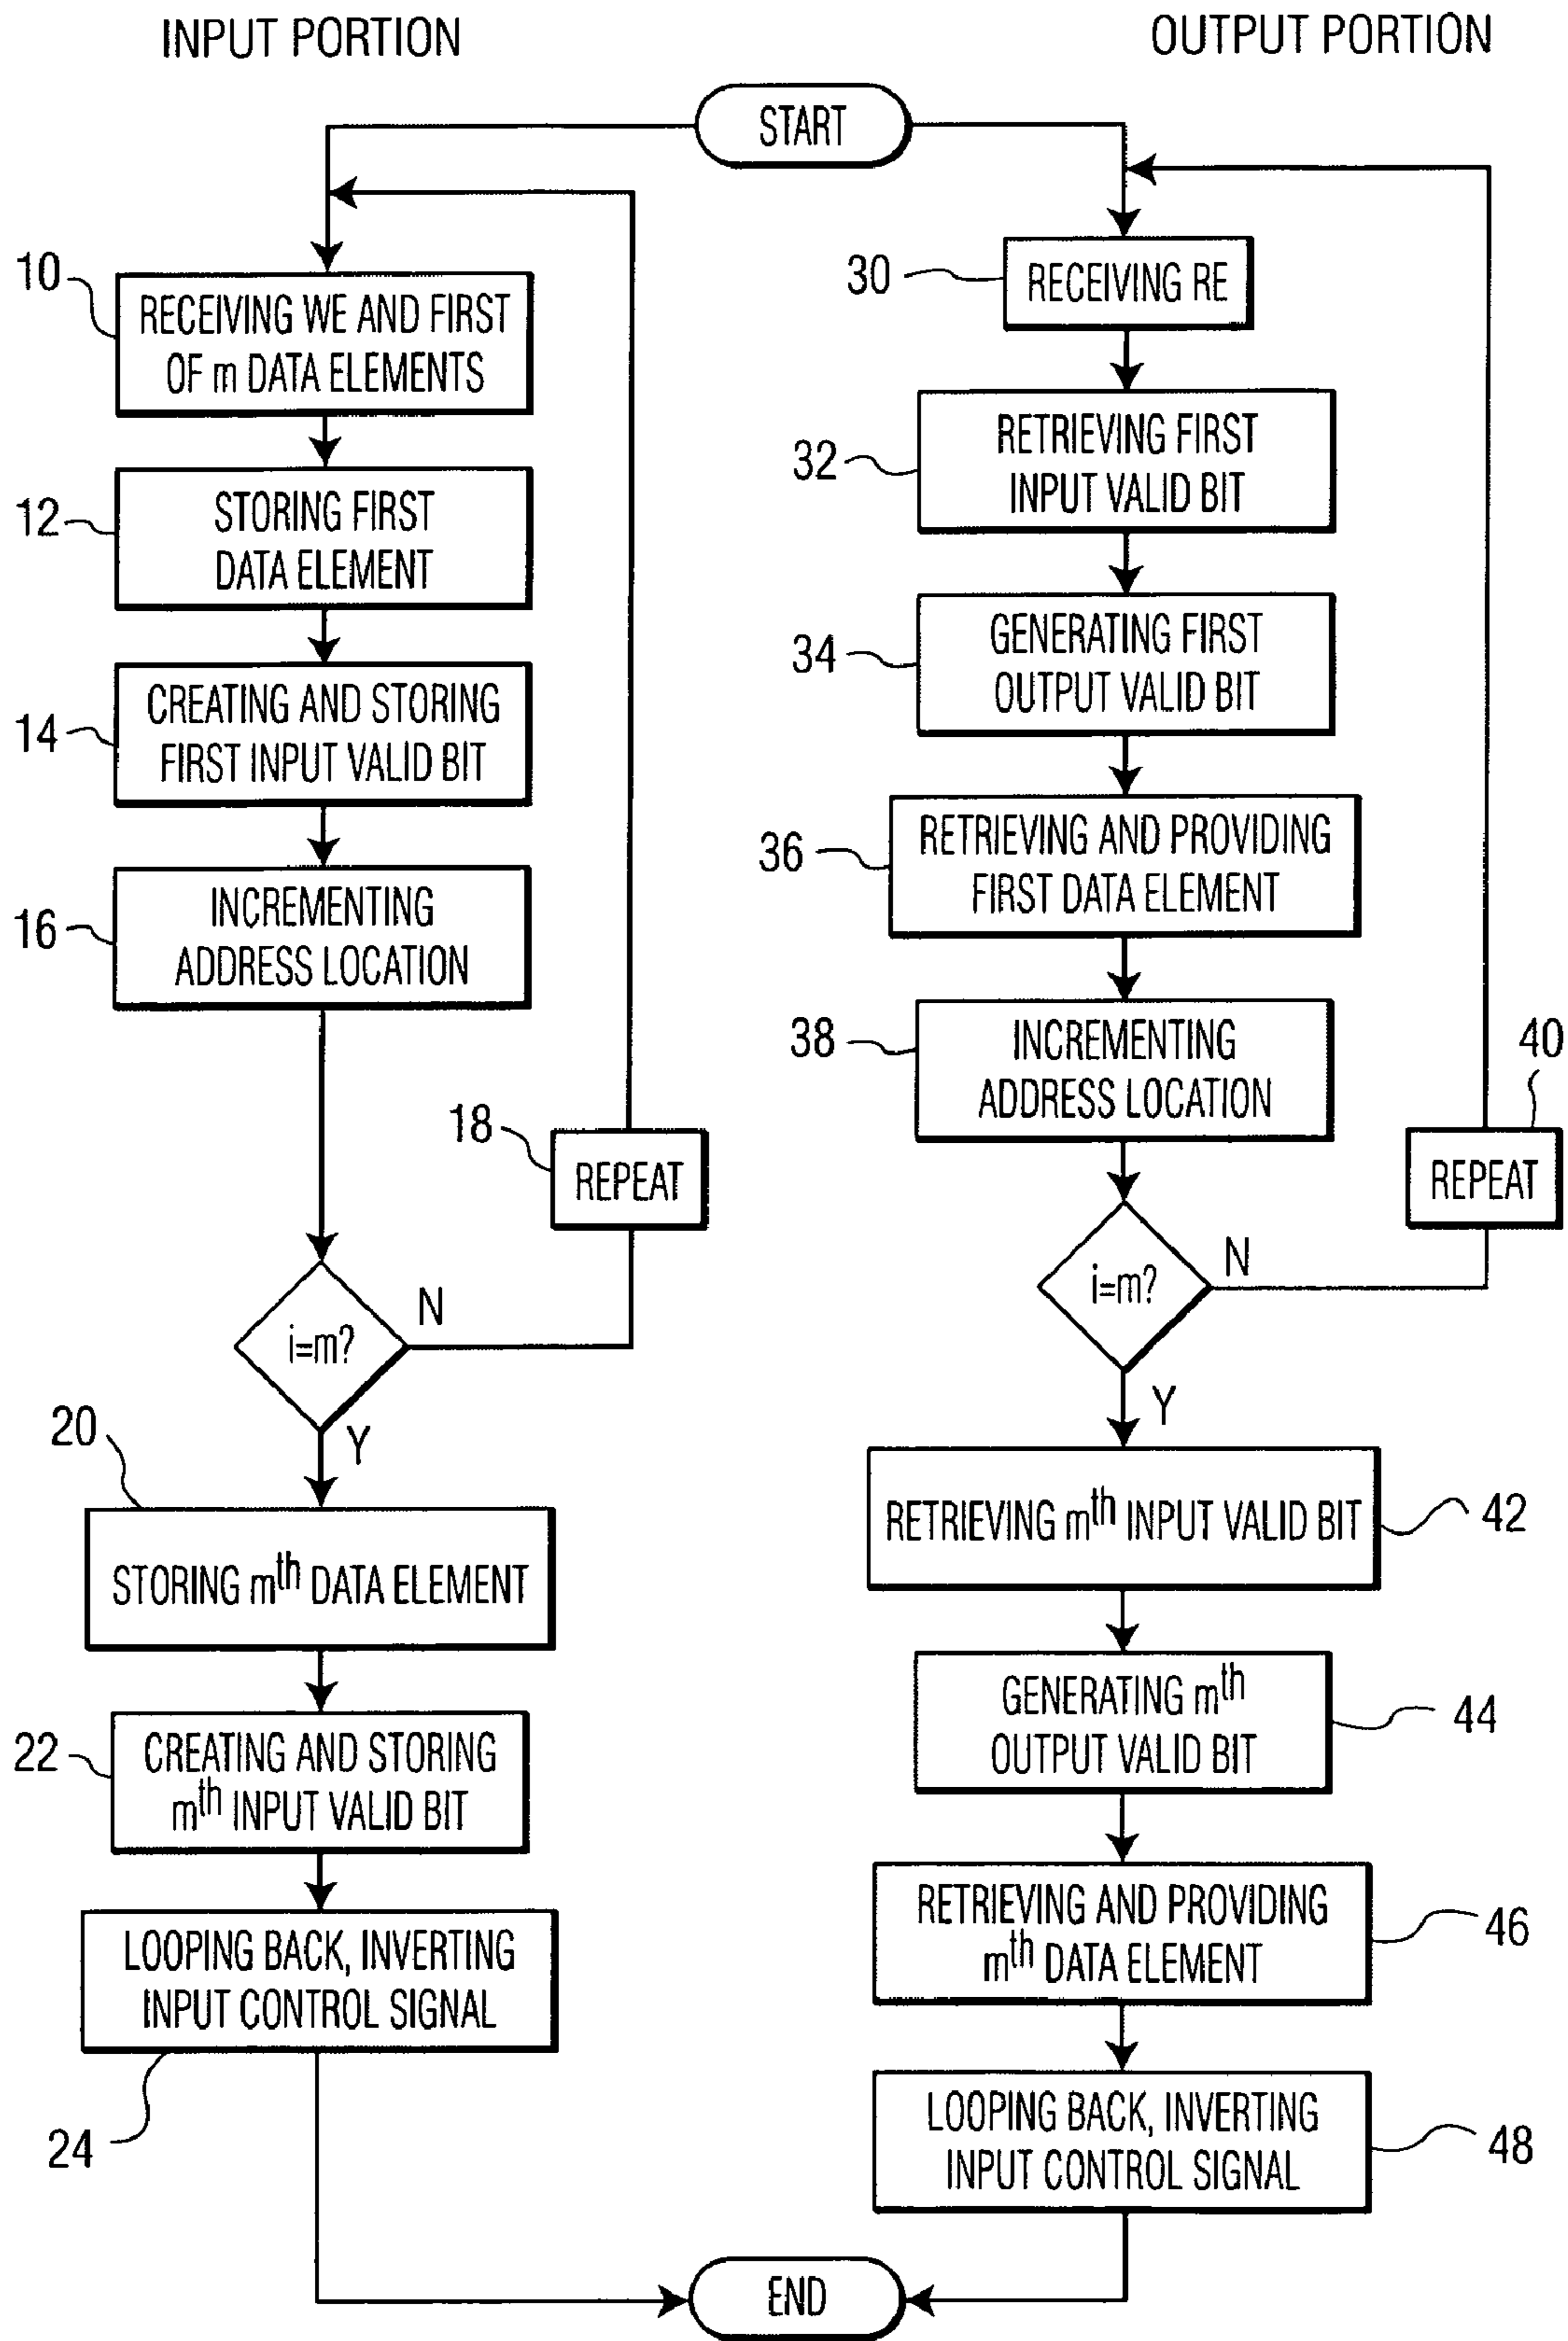 INPUT PORTION
OUTPUT PORTION
START
10
RECEIVING WE AND FIRST
OF m DATA ELEMENTS
12
STORING FIRST
DATA ELEMENT
14
CREATING AND STORING
FIRST INPUT VALID BIT
16
INCREMENTING
ADDRESS LOCATION
18
REPEAT
i=m?
N
Y
20
STORING mth DATA ELEMENT
22
CREATING AND STORING
mth INPUT VALID BIT
LOOPING BACK, INVERTING
INPUT CONTROL SIGNAL
24
30
RECEIVING RE
32
RETRIEVING FIRST
INPUT VALID BIT
34
GENERATING FIRST
OUTPUT VALID BIT
36
RETRIEVING AND PROVIDING
FIRST DATA ELEMENT
38
INCREMENTING
ADDRESS LOCATION
40
REPEAT
i=m?
N
Y
RETRIEVING mth INPUT VALID BIT
42
GENERATING mth
OUTPUT VALID BIT
44
RETRIEVING AND PROVIDING
mth DATA ELEMENT
46
LOOPING BACK, INVERTING
INPUT CONTROL SIGNAL
48
END